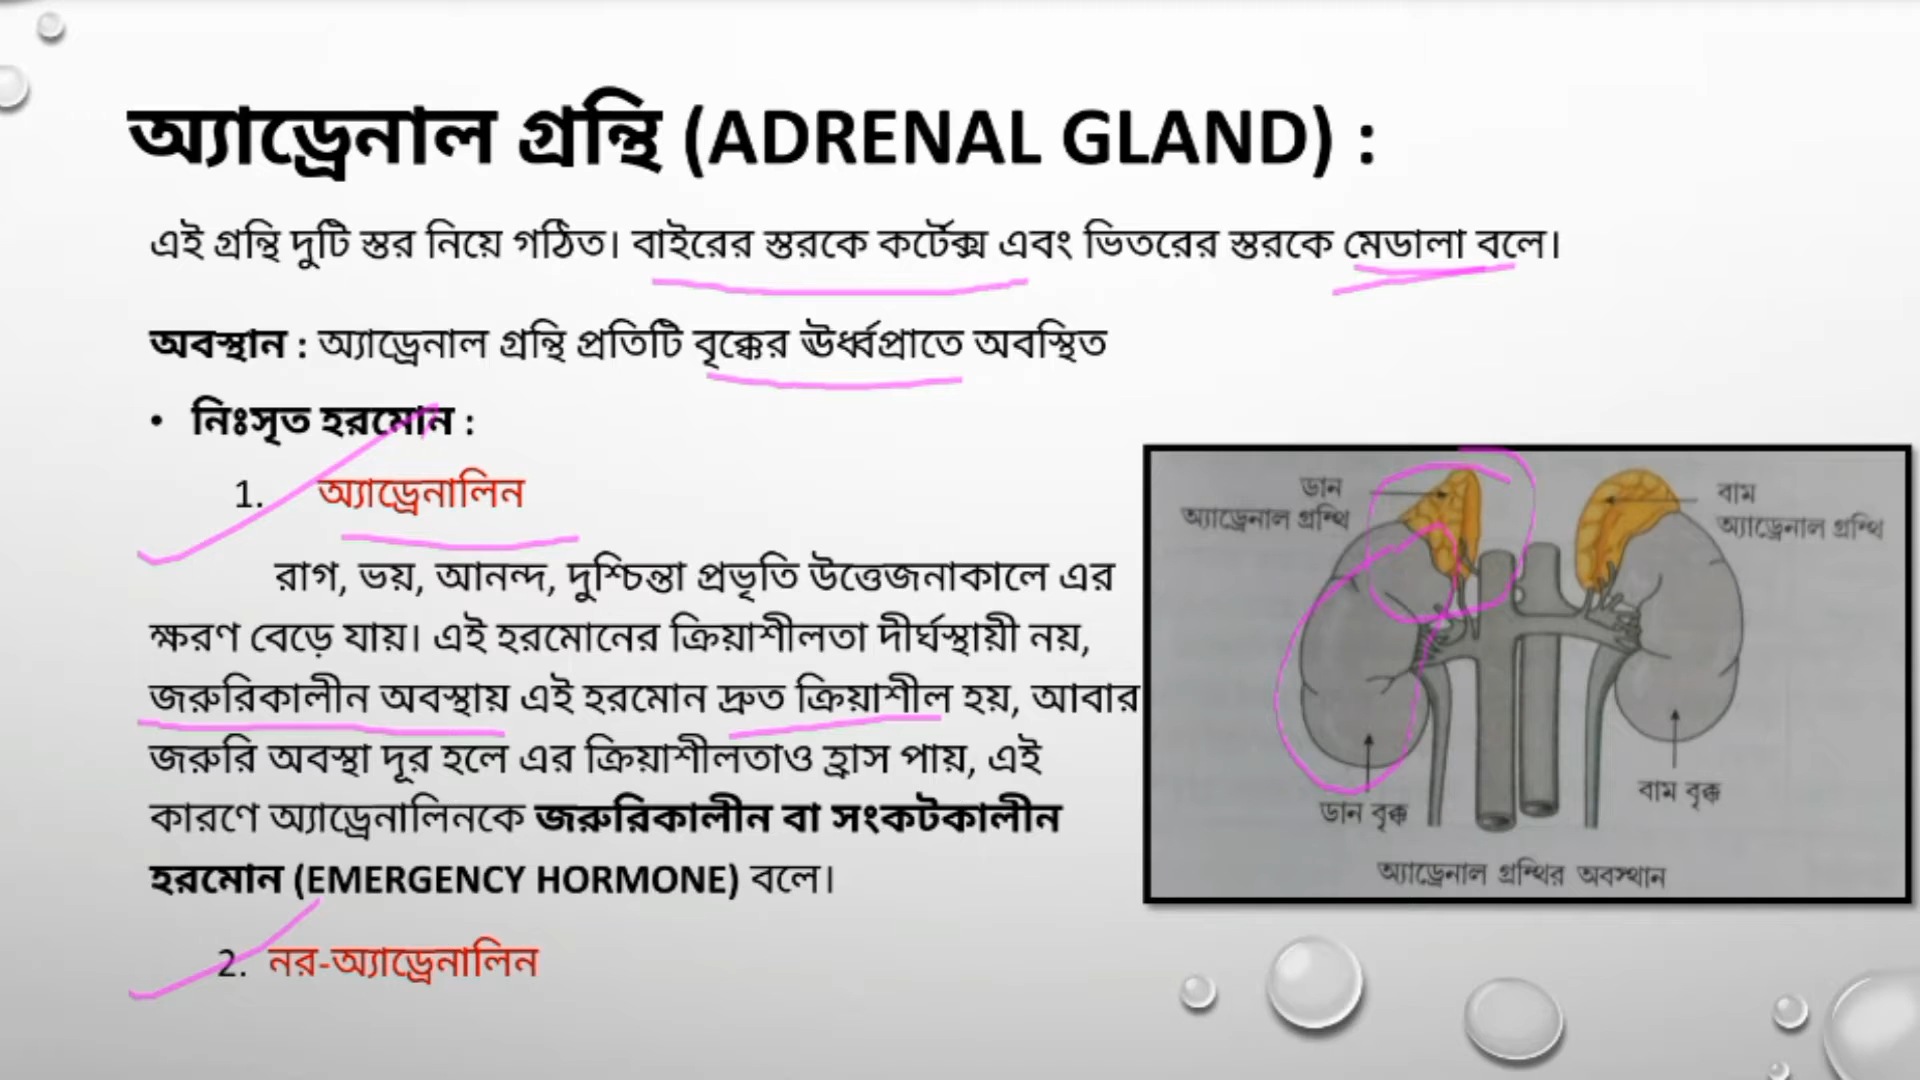 অ্যাড্রেনাল গ্রন্থি (ADRENAL GLAND) :
এই গ্রন্থি দুটি স্তর নিয়ে গঠিত। বাইরের স্তরকে কর্টেক্স এবং ভিতরের স্তরকে মেডালা বলে।
অবস্থান : অ্যাড্রেনাল গ্রন্থি প্রতিটি বৃক্কের ঊর্ধ্বপ্রাতে অবস্থিত
• নিঃসৃত হরমোন :
1. অ্যাড্রেনালিন
রাগ, ভয়, আনন্দ, দুশ্চিন্তা প্রভৃতি উত্তেজনাকালে এর
ক্ষরণ বেড়ে যায়। এই হরমোনের ক্রিয়াশীলতা দীর্ঘস্থায়ী নয়,
জরুরিকালীন অবস্থায় এই হরমোন দ্রুত ক্রিয়াশীল হয়, আবার
জরুরি অবস্থা দূর হলে এর ক্রিয়াশীলতাও হ্রাস পায়, এই
কারণে অ্যাড্রেনালিনকে জরুরিকালীন বা সংকটকালীন
হরমোন (EMERGENCY HORMONE) বলে।
2. নর-অ্যাড্রেনালিন
ডান
অ্যাড্রেনাল গ্রন্থি
বাম
অ্যাড্রেনাল গ্রন্থি
ডান বৃক্ক
বাম বৃক্ক
অ্যাড্রেনাল গ্রন্থির অবস্থান